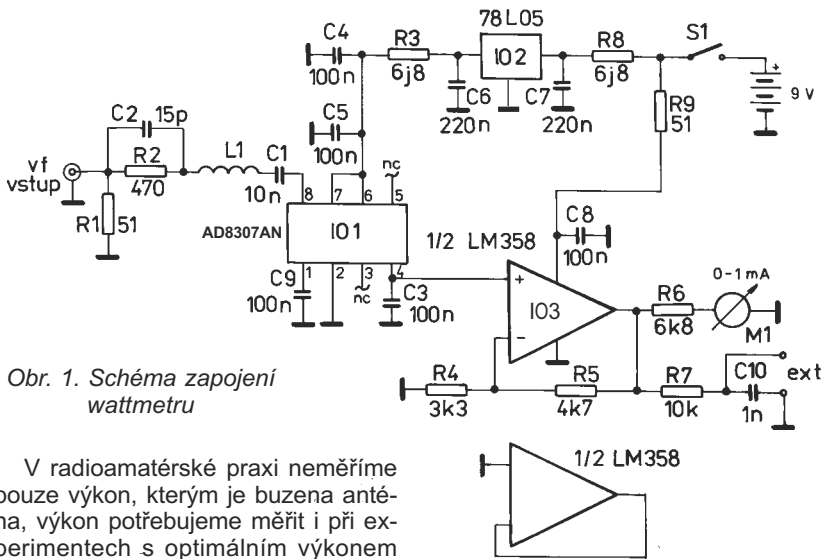 78L05
C4
100n
R3
6j8
IO2
R8
6j8
S1
+
9 V
C6
220n
C7
220n
R9
51
C5
100n
C2 15p
R2
470
L1
C1
10n
vf
vstup
R1 51
nc
8 7 6 5
AD8307AN
IO1
1 2 3 4
nc
C9
100n
C3
100n
1/2 LM358
C8
100n
+
IO3
−
R6
6k8
0-1mA
M1
R4
3k3
R5
4k7
R7
10k
C10
1n
ext
1/2 LM358
Obr. 1. Schéma zapojení
wattmetru
V radioamatérské praxi neměříme
pouze výkon, kterým je buzena anté-
na, výkon potřebujeme měřit i při ex-
perimentech s optimálním výkonem